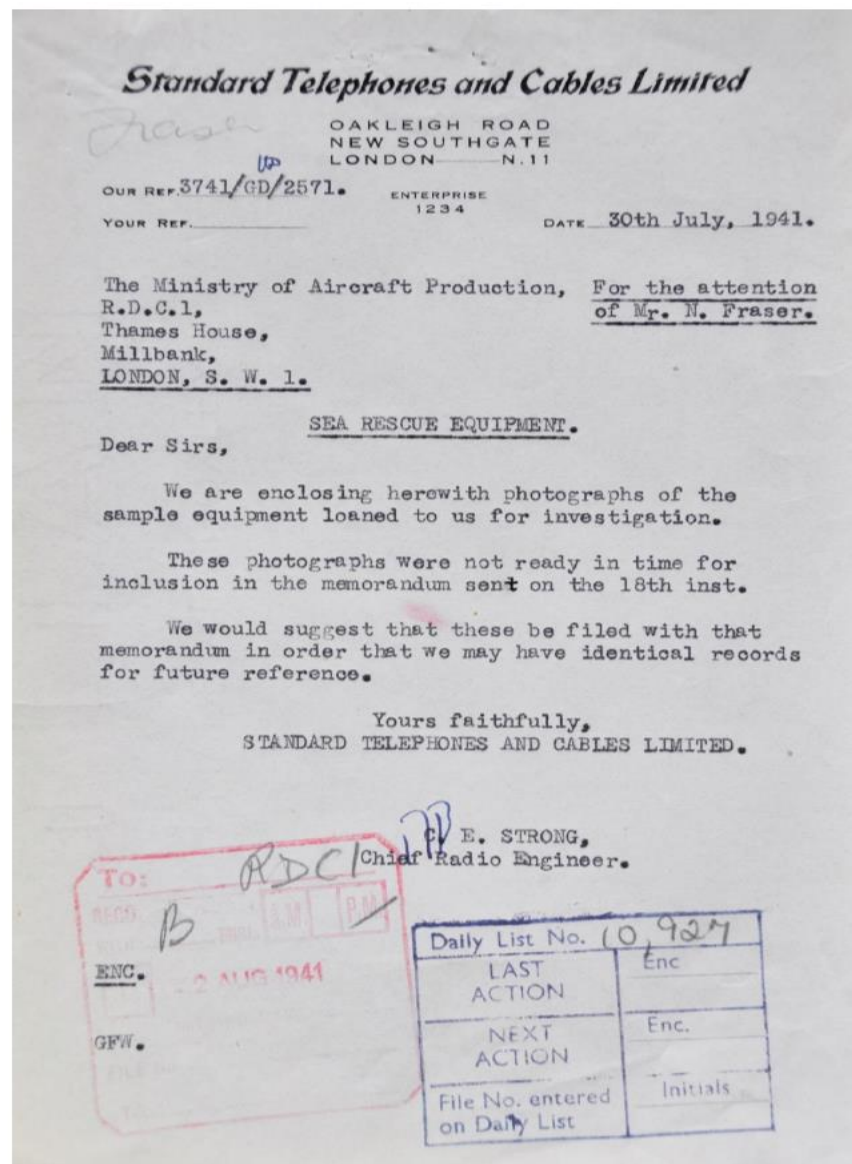 Standard Telephones and Cables Limited
OAKLEIGH ROAD
NEW SOUTHGATE
LONDON N.11
OUR REF. 3741/GD/2571.
ENTERPRISE
1234
YOUR REF.
DATE 30th July, 1941.
The Ministry of Aircraft Production,
R.D.C.1,
Thames House,
Millbank,
LONDON, S. W. 1.
For the attention
of Mr. N. Fraser.
SEA RESCUE EQUIPMENT.
Dear Sirs,
We are enclosing herewith photographs of the
sample equipment loaned to us for investigation.
These photographs were not ready in time for
inclusion in the memorandum sent on the 18th inst.
We would suggest that these be filed with that
memorandum in order that we may have identical records
for future reference.
Yours faithfully,
STANDARD TELEPHONES AND CABLES LIMITED.
C. E. STRONG,
Chief Radio Engineer.
TO: RDC1
RECD.
B
A.M.
P.M.
ENC.
2 AUG 1941
GFW.
Daily List No. 10,927
LAST
ACTION
Enc
NEXT
ACTION
Enc.
File No. entered
on Daily List
Initials